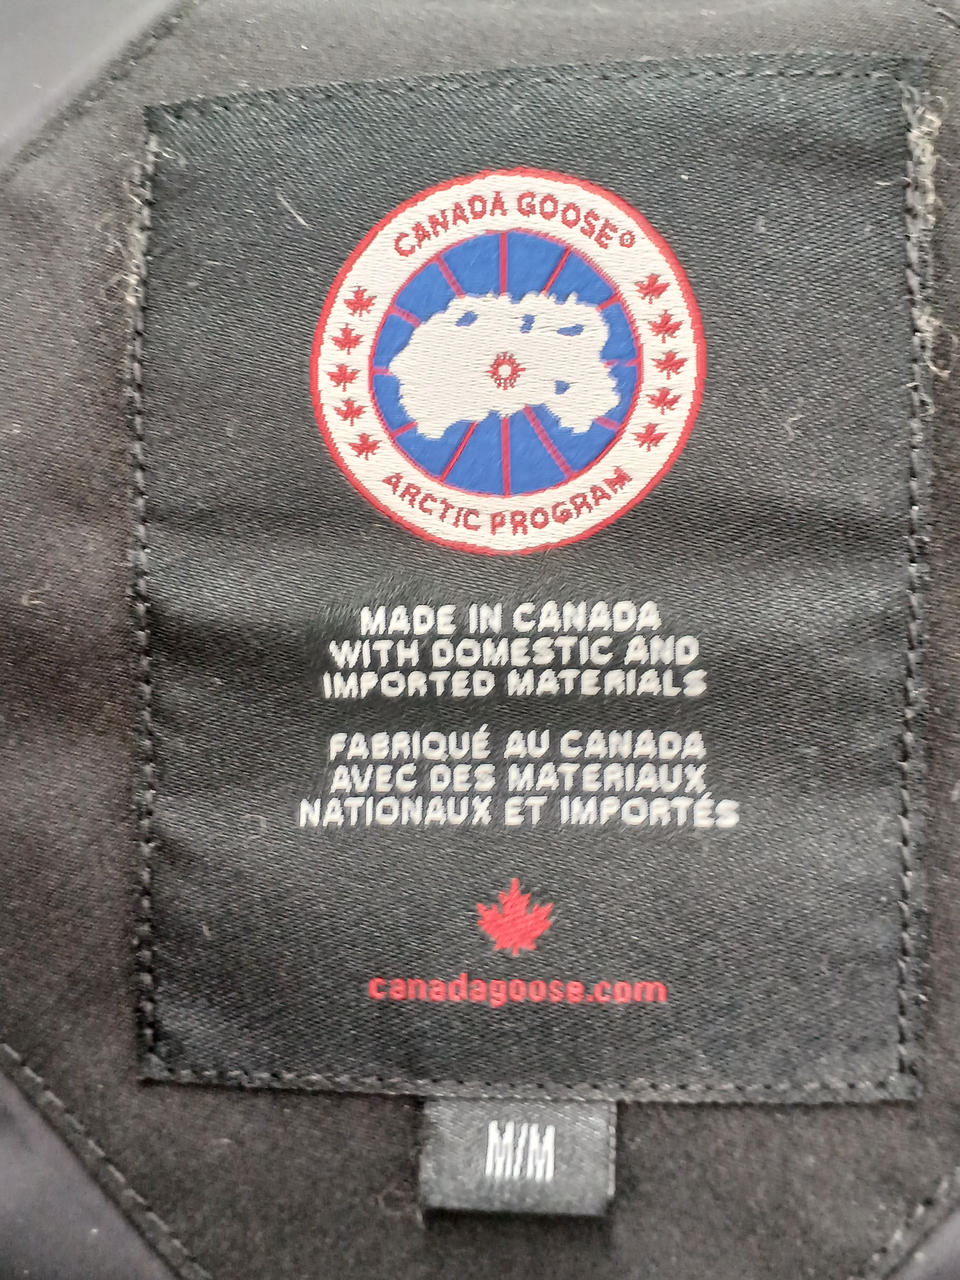 CANADA GOOSE®
ARCTIC PROGRAM
MADE IN CANADA
WITH DOMESTIC AND
IMPORTED MATERIALS
FABRIQUÉ AU CANADA
AVEC DES MATERIAUX
NATIONAUX ET IMPORTÉS
canadagoose.com
M/M